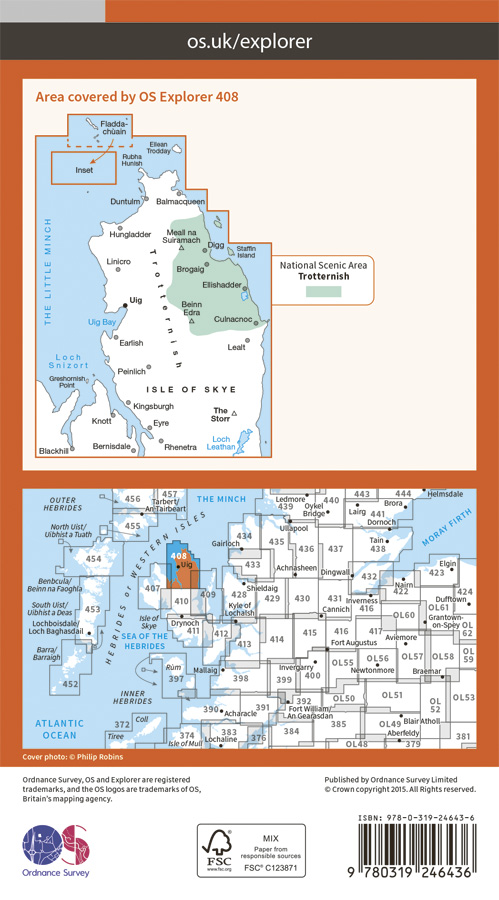 os.uk/explorer
Area covered by OS Explorer 408
Fladda-
chùain
Eilean
Trodday
Rubha
Hunish
Inset
Duntulm
Balmacqueen
THE LITTLE MINCH
Hungladder
Meall na
Suiramach
Digg
Staffin
Island
Linicro
Brogaig
Trotternish
Ellishadder
Uig
Beinn
Edra
Uig Bay
Culnacnoc
Earlish
Lealt
Loch
Snizort
Peinlich
Greshornish
Point
ISLE OF SKYE
Kingsburgh
The
Storr
Knott
Eyre
Loch
Leathan
Blackhill
Bernisdale
Rhenetra
National Scenic Area
Trotternish
OUTER
HEBRIDES
456
457
Tarbert/
An Tairbeart
THE MINCH
Ledmore
439
Oykel
Bridge
443
444
Helmsdale
Brora
Lairg
441
Dornoch
455
North Uist/
Uibhist a Tuath
HEBRIDES or WESTERN ISLES
Ullapool
MORAY FIRTH
434
435
436
437
Tain
438
Gairloch
454
408
Uig
433
Achnasheen
Dingwall
432
Elgin
423
Benbcula/
Beinn na Faoghla
407
410
409
Sheldaig
428
429
430
431
Nairn
422
424
Dufftown
Inverness
416
South Uist/
Uibhist a Deas
453
Kyle of
Lochalsh
Cannich
OL61
OL60
Grantown-
on-Spey
OL
62
Lochboisdale/
Loch Baghasdail
Isle of
Skye
Drynoch
411
412
413
414
415
416
417
Aviemore
SEA OF THE
HEBRIDES
Fort Augustus
Barra/
Barraigh
OL57
OL58
OL
59
Rùm
397
Mallaig
398
399
Invergarry
400
OL55
OL56
Newtonmore
Braemar
452
INNER
HEBRIDES
390
Acharacle
391
392
Fort William/
An Gearasdan
OL50
OL51
OL
52
OL53
ATLANTIC
OCEAN
372
Coll
Tiree
374
Isle of Mull
383
Lochaline
376
384
385
OL49
Blair Atholl
Aberfeldy
OL48
379
381
Cover photo: © Philip Robins
Ordnance Survey, OS and Explorer are registered
trademarks, and the OS logos are trademarks of OS,
Britain's mapping agency.
Published by Ordnance Survey Limited
© Crown copyright 2015. All Rights reserved.
OS
Ordnance Survey
FSC
www.fsc.org
MIX
Paper from
responsible sources
FSC® C123871
ISBN: 978-0-319-24643-6
9 780319 246436